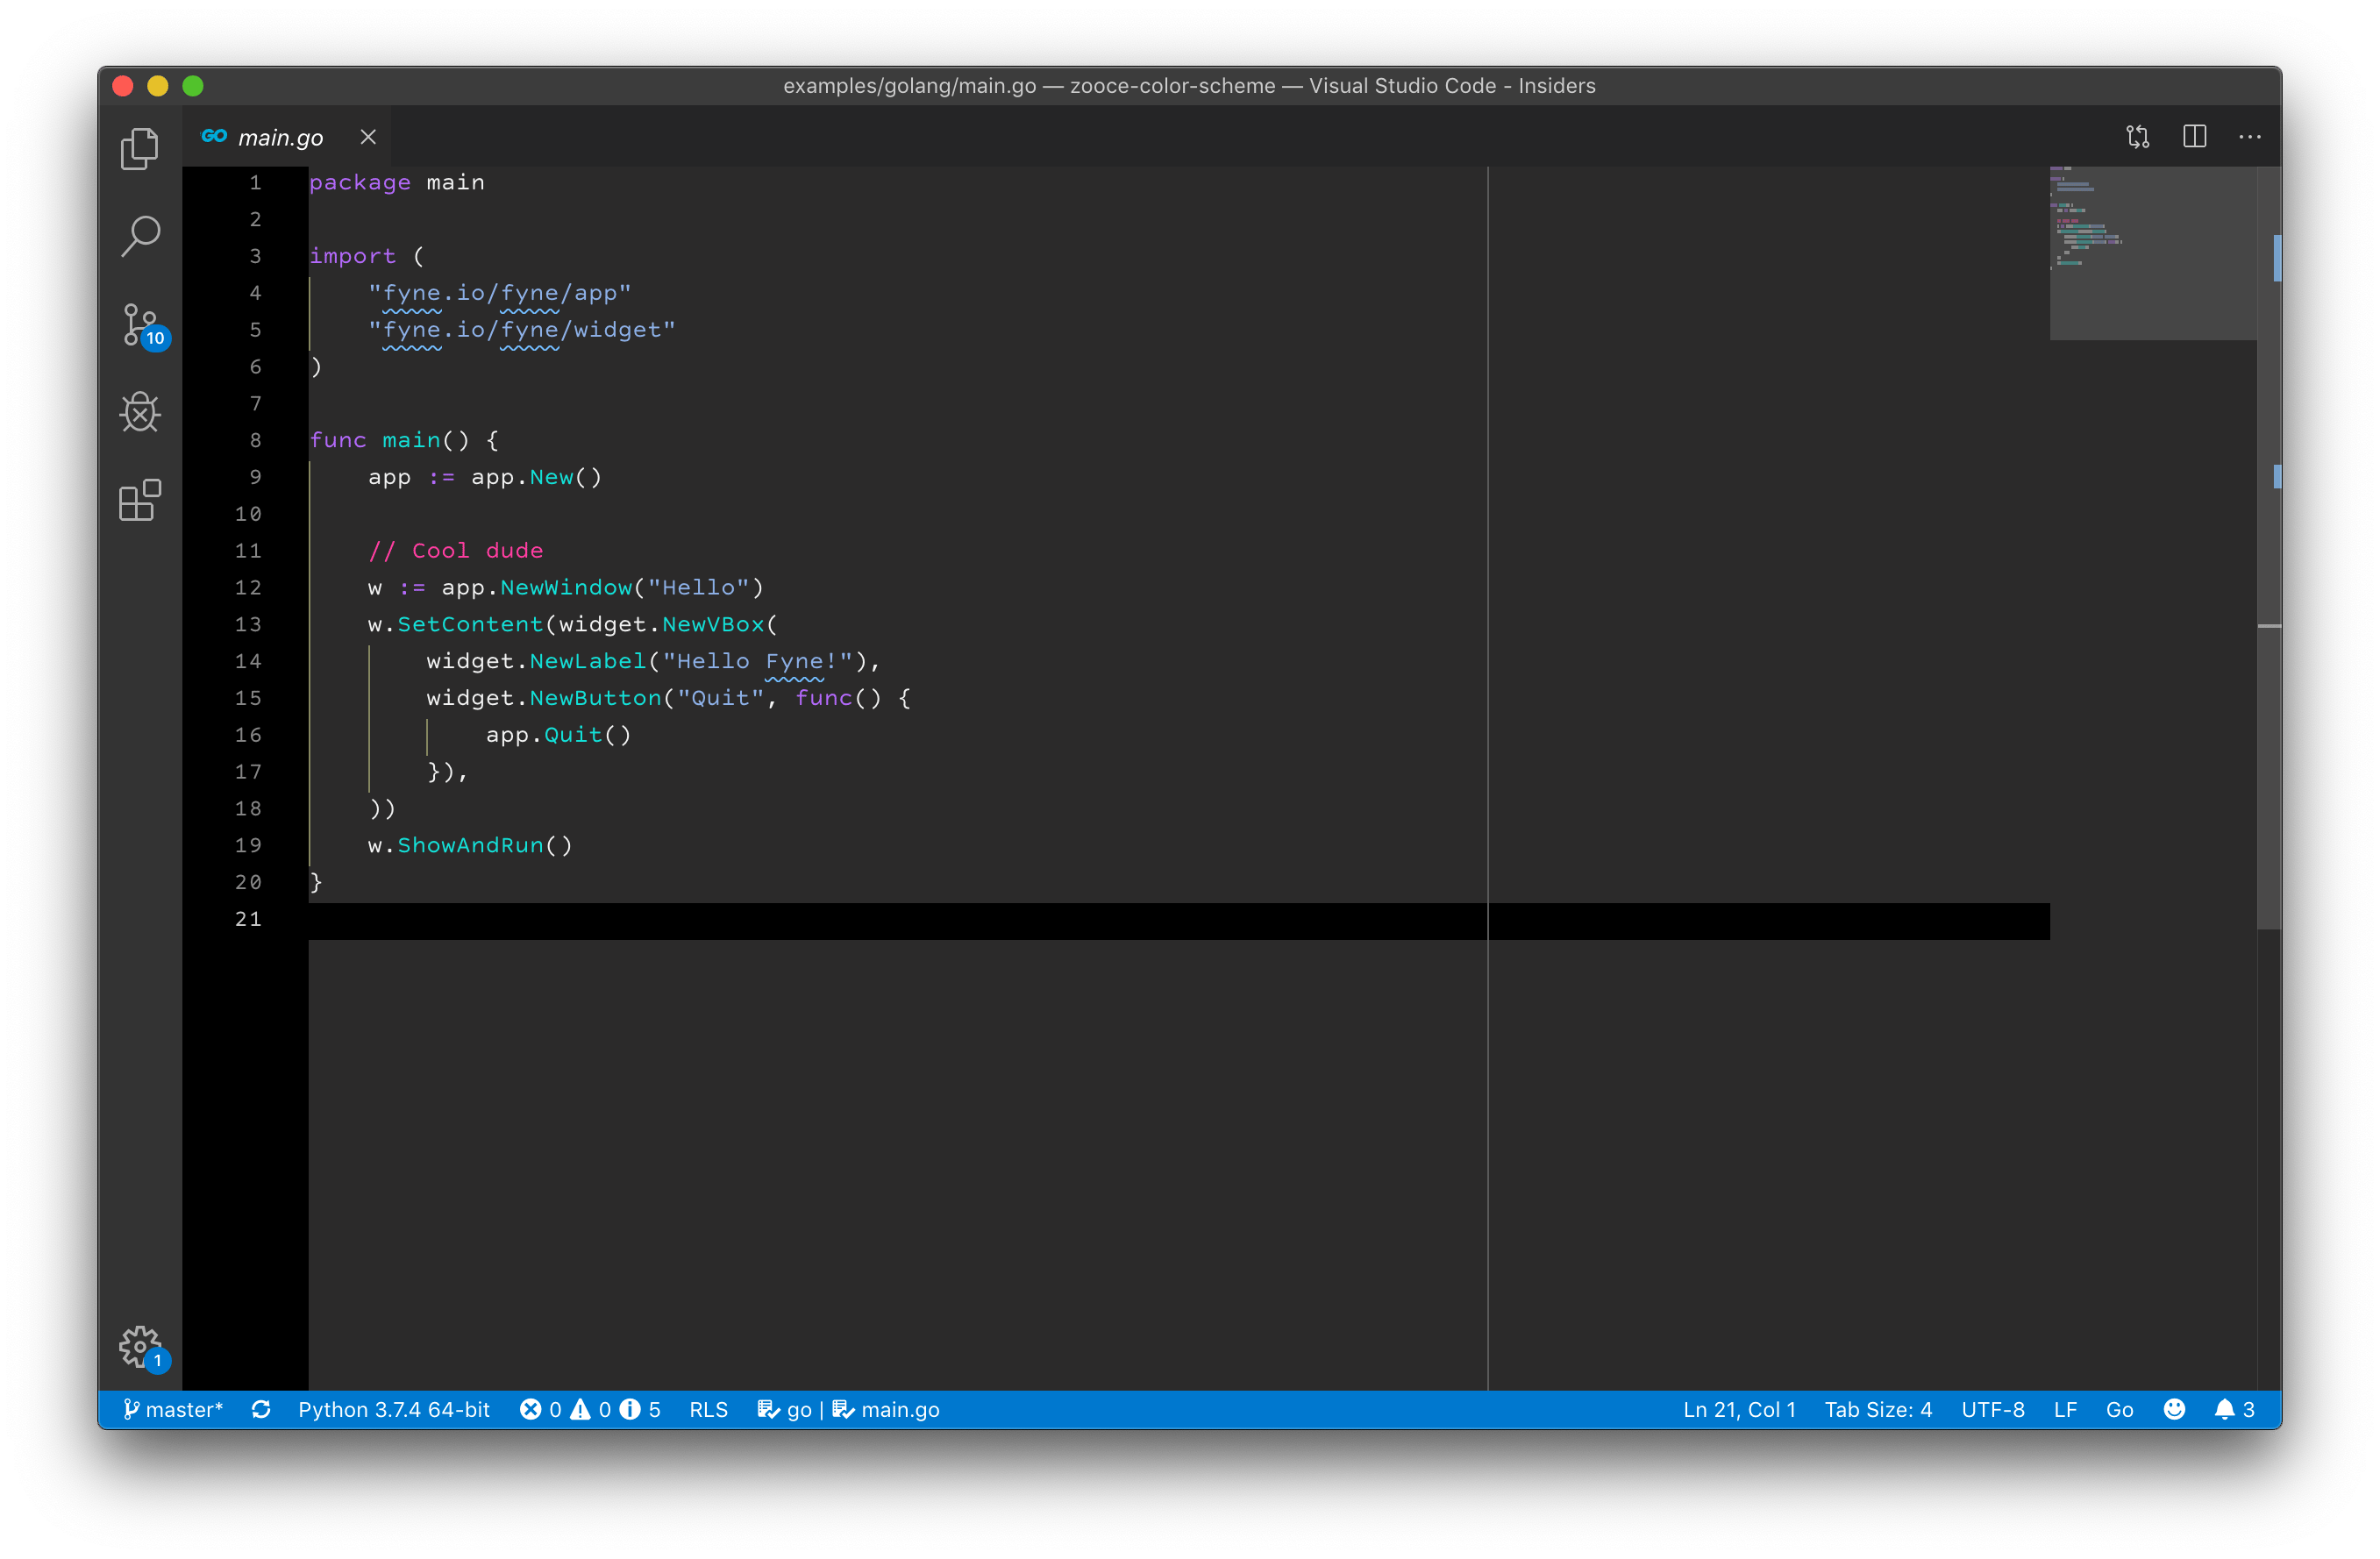 examples/golang/main.go — zooce-color-scheme — Visual Studio Code - Insiders
GO main.go
1 package main
2
3 import (
4     "fyne.io/fyne/app"
5     "fyne.io/fyne/widget"
6 )
7
8 func main() {
9     app := app.New()
10
11     // Cool dude
12     w := app.NewWindow("Hello")
13     w.SetContent(widget.NewVBox(
14         widget.NewLabel("Hello Fyne!"),
15         widget.NewButton("Quit", func() {
16             app.Quit()
17         }),
18     ))
19     w.ShowAndRun()
20 }
21
10
1
master* Python 3.7.4 64-bit 0 0 5 RLS go | main.go Ln 21, Col 1 Tab Size: 4 UTF-8 LF Go 3